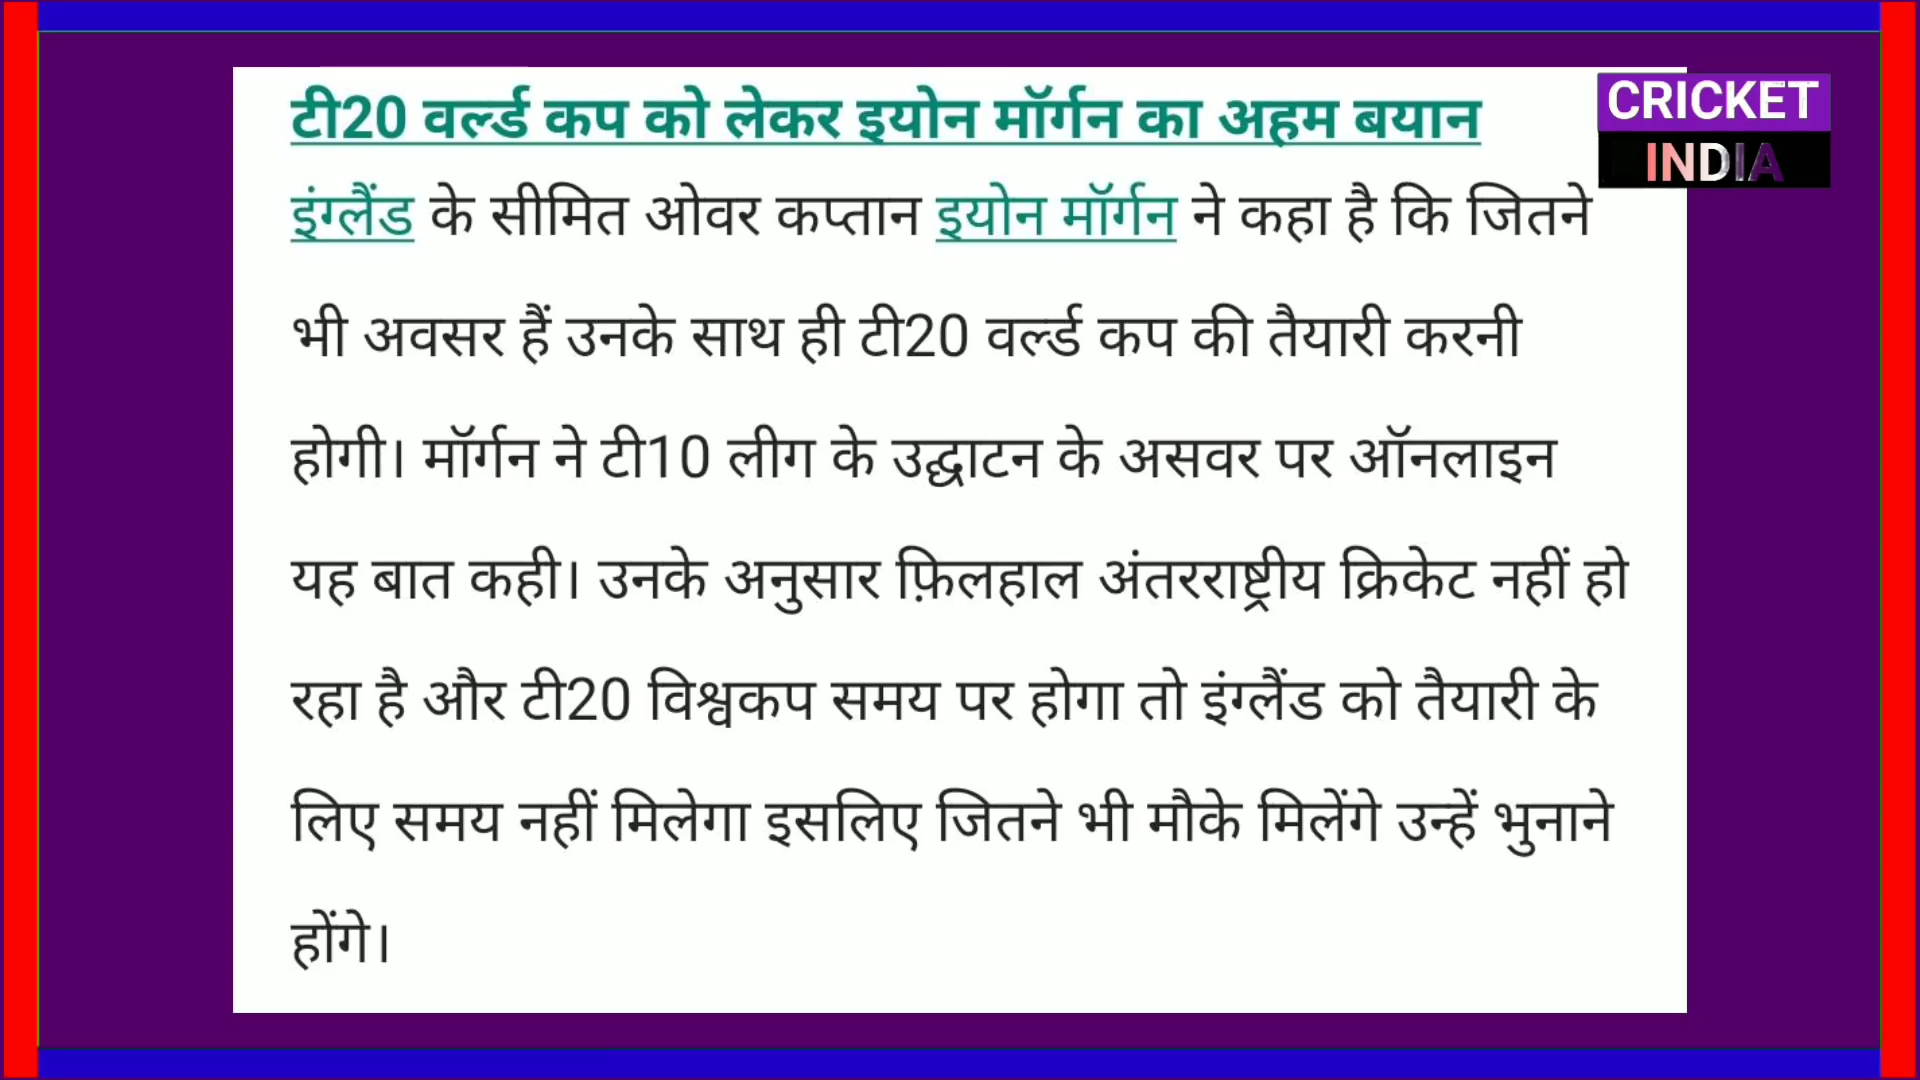 टी20 वर्ल्ड कप को लेकर इयोन मॉर्गन का अहम बयान
CRICKET
INDIA
इंग्लैंड के सीमित ओवर कप्तान इयोन मॉर्गन ने कहा है कि जितने
भी अवसर हैं उनके साथ ही टी20 वर्ल्ड कप की तैयारी करनी
होगी। मॉर्गन ने टी10 लीग के उद्घाटन के असवर पर ऑनलाइन
यह बात कही। उनके अनुसार फ़िलहाल अंतरराष्ट्रीय क्रिकेट नहीं हो
रहा है और टी20 विश्वकप समय पर होगा तो इंग्लैंड को तैयारी के
लिए समय नहीं मिलेगा इसलिए जितने भी मौके मिलेंगे उन्हें भुनाने
होंगे।